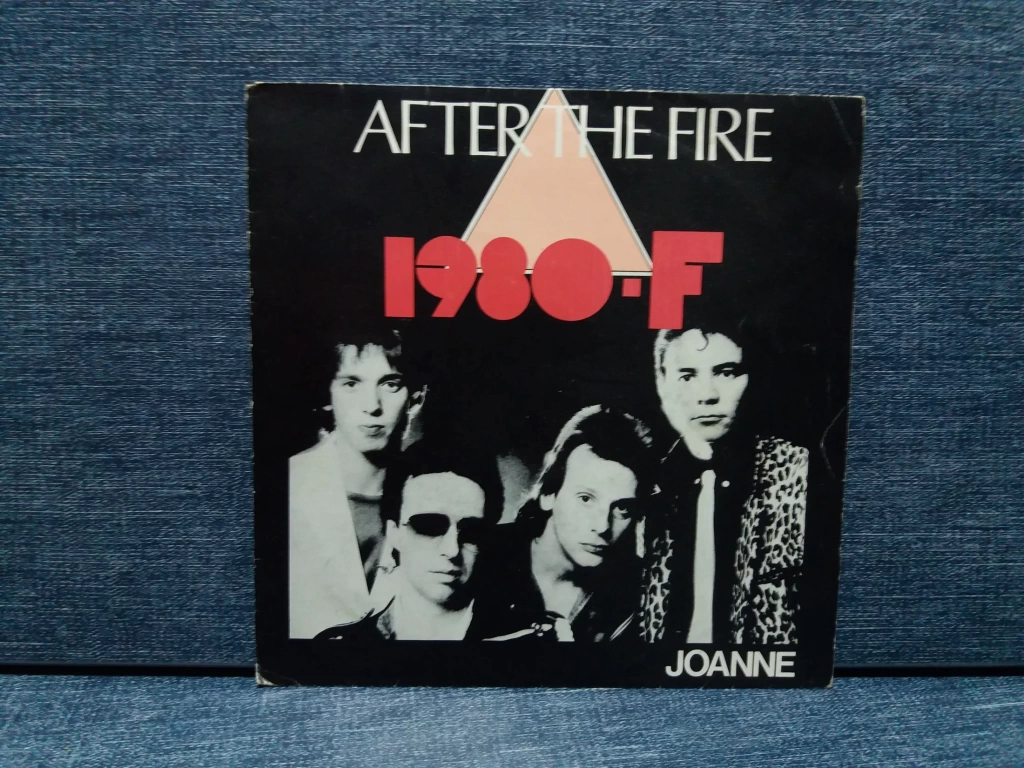 AFTER THE FIRE
1980-F
JOANNE